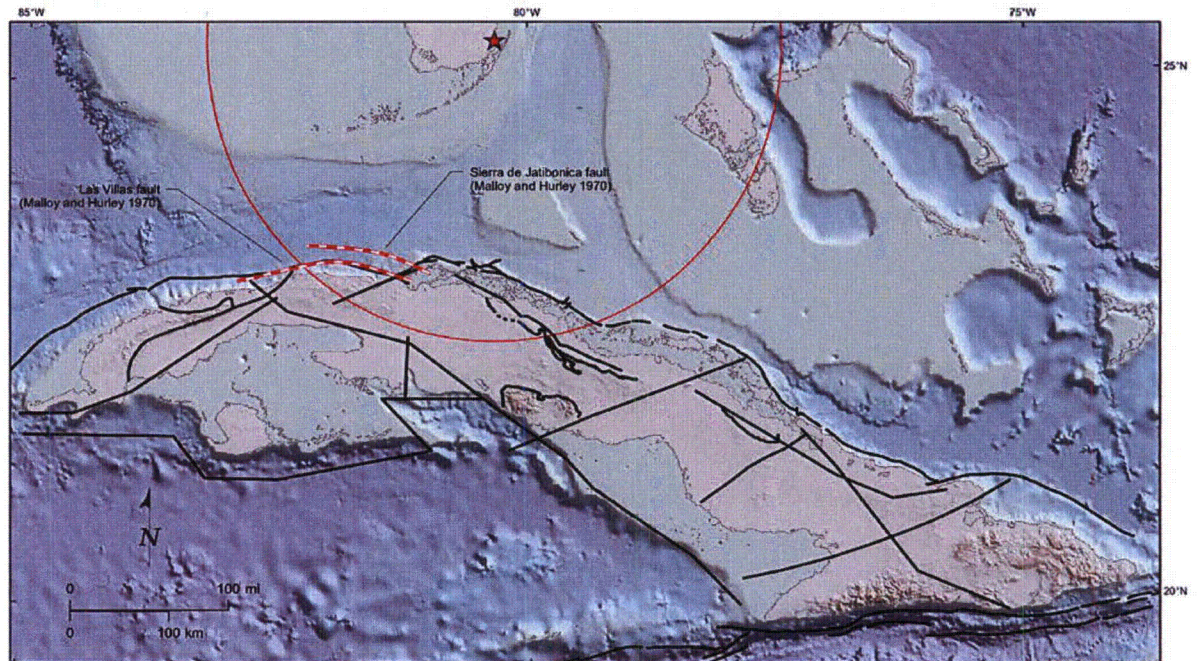 85°W
80°W
75°W
25°N
Sierra de Jatibonica fault
(Malloy and Hurley 1970)
Las Villas fault
(Malloy and Hurley 1970)
N
0 100 mi
0 100 km
20°N